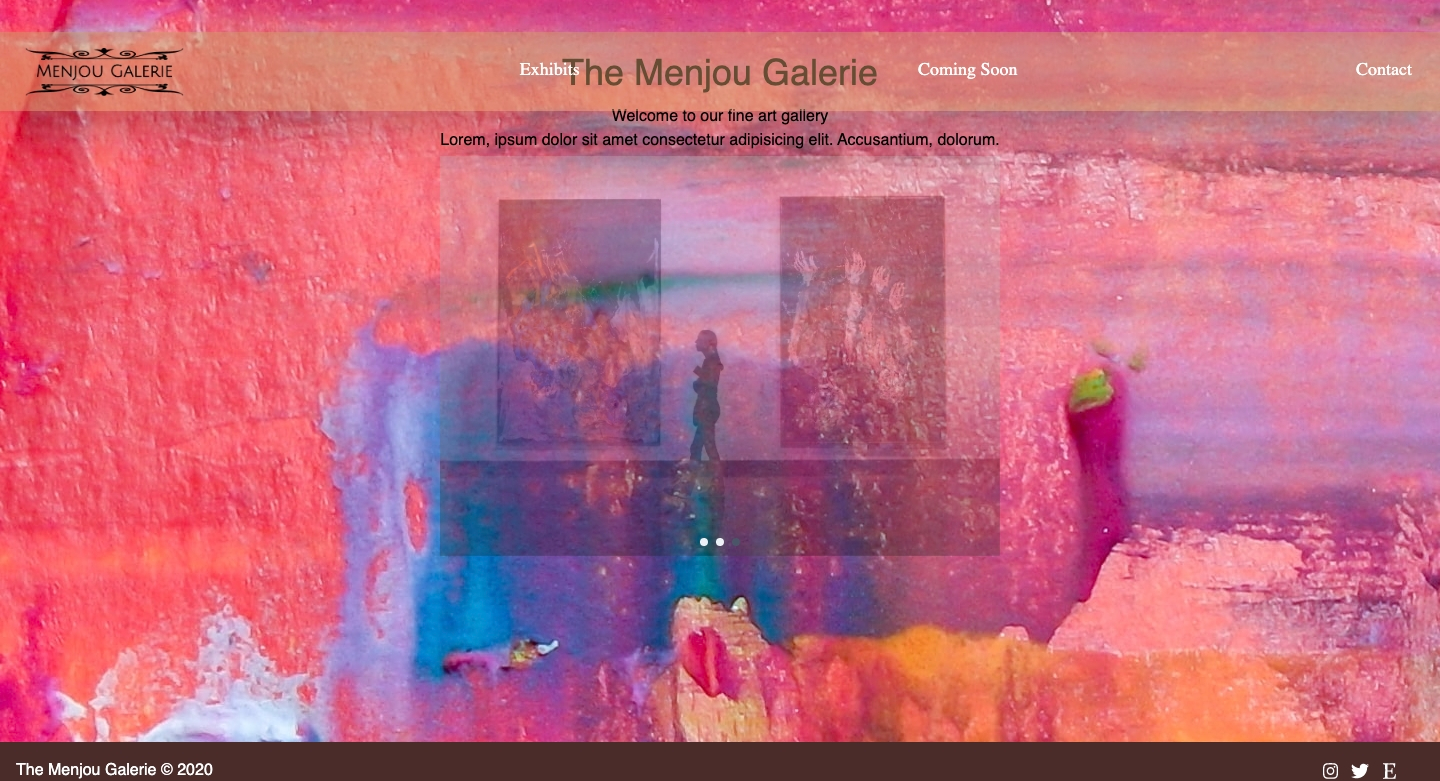 MENJOU GALERIE
Exhibits
The Menjou Galerie
Coming Soon
Contact
Welcome to our fine art gallery
Lorem, ipsum dolor sit amet consectetur adipisicing elit. Accusantium, dolorum.
The Menjou Galerie © 2020
E